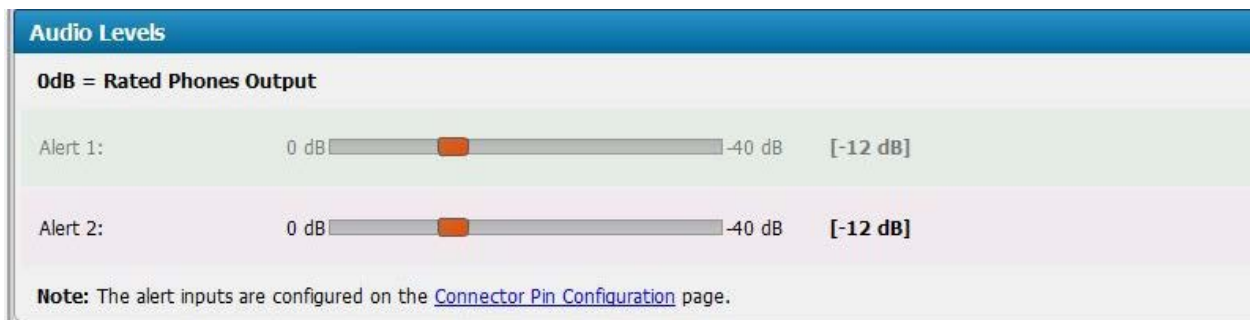 Audio Levels
0dB = Rated Phones Output
Alert 1: 0 dB -40 dB [-12 dB]
Alert 2: 0 dB -40 dB [-12 dB]
Note: The alert inputs are configured on the Connector Pin Configuration page.